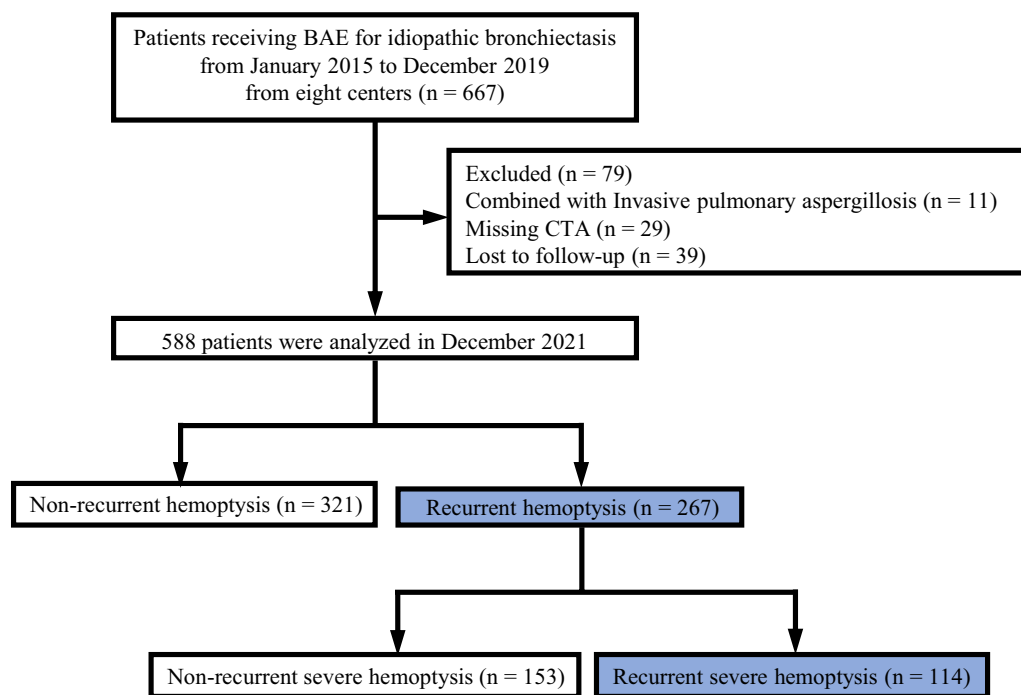 Patients receiving BAE for idiopathic bronchiectasis
from January 2015 to December 2019
from eight centers (n = 667)
Excluded (n = 79)
Combined with Invasive pulmonary aspergillosis (n = 11)
Missing CTA (n = 29)
Lost to follow-up (n = 39)
588 patients were analyzed in December 2021
Non-recurrent hemoptysis (n = 321)
Recurrent hemoptysis (n = 267)
Non-recurrent severe hemoptysis (n = 153)
Recurrent severe hemoptysis (n = 114)